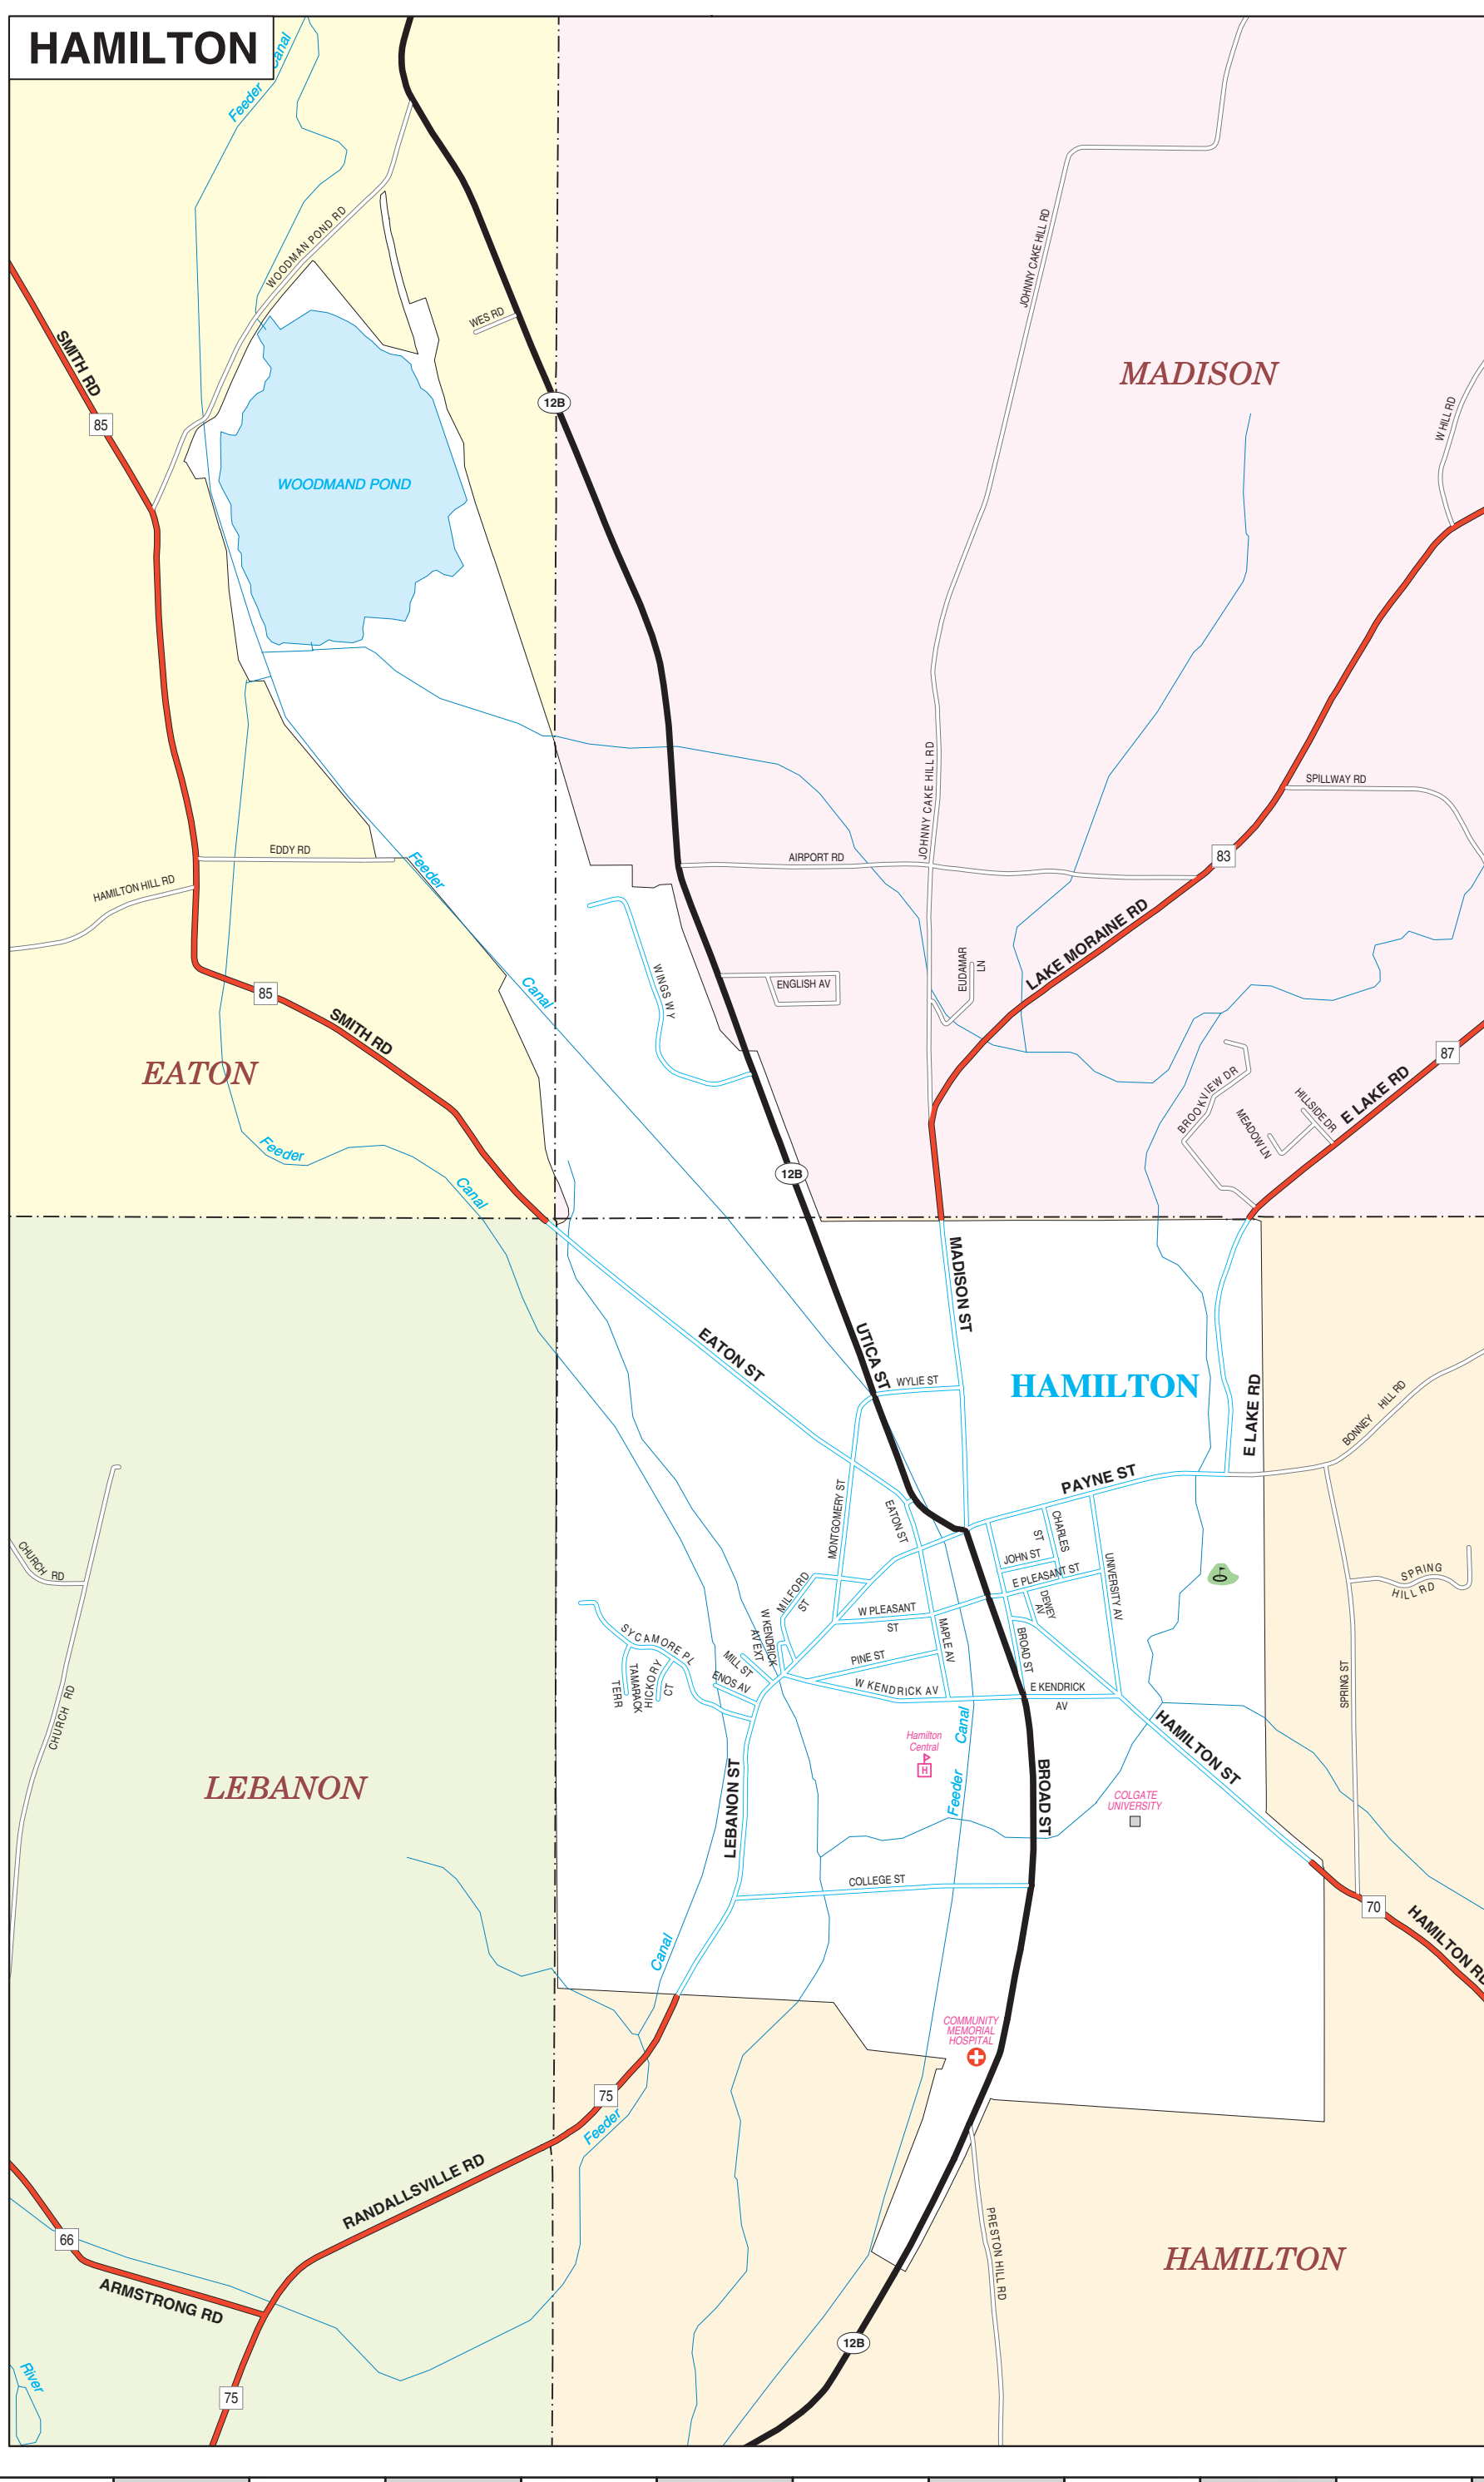 HAMILTON
Feeder Canal
WOODMAN POND RD
WES RD
JOHNNY CAKE HILL RD
SMITH RD
85
12B
MADISON
W HILL RD
WOODMAND POND
SPILLWAY RD
JOHNNY CAKE HILL RD
EDDY RD
AIRPORT RD
83
HAMILTON HILL RD
Feeder
Canal
WINGS WY
ENGLISH AV
EUDAMAR
LN
LAKE MORAINE RD
85
SMITH RD
EATON
87
E LAKE RD
BROOKVIEW DR
HILLSIDE DR
MEADOW LN
Feeder
Canal
12B
MADISON ST
EATON ST
UTICA ST
WYLIE ST
HAMILTON
E LAKE RD
BONNEY HILL RD
PAYNE ST
MONTGOMERY ST
EATON ST
CHARLES
ST
JOHN ST
E PLEASANT ST
UNIVERSITY AV
CHURCH RD
SPRING
HILL RD
MILFORD
ST
W PLEASANT
ST
DEWEY
AV
W KENDRICK
AV EXT
SYCAMORE PL
MILL ST
ENOS AV
TAMARACK
TERR
HICKORY
CT
PINE ST
MAPLE AV
BROAD ST
W KENDRICK AV
E KENDRICK
AV
SPRING ST
CHURCH RD
Hamilton
Central
H
Canal
Feeder
HAMILTON ST
LEBANON
LEBANON ST
BROAD ST
COLGATE
UNIVERSITY
COLLEGE ST
70
HAMILTON RD
Canal
COMMUNITY
MEMORIAL
HOSPITAL
75
Feeder
RANDALLSVILLE RD
66
ARMSTRONG RD
PRESTON HILL RD
HAMILTON
12B
River
75